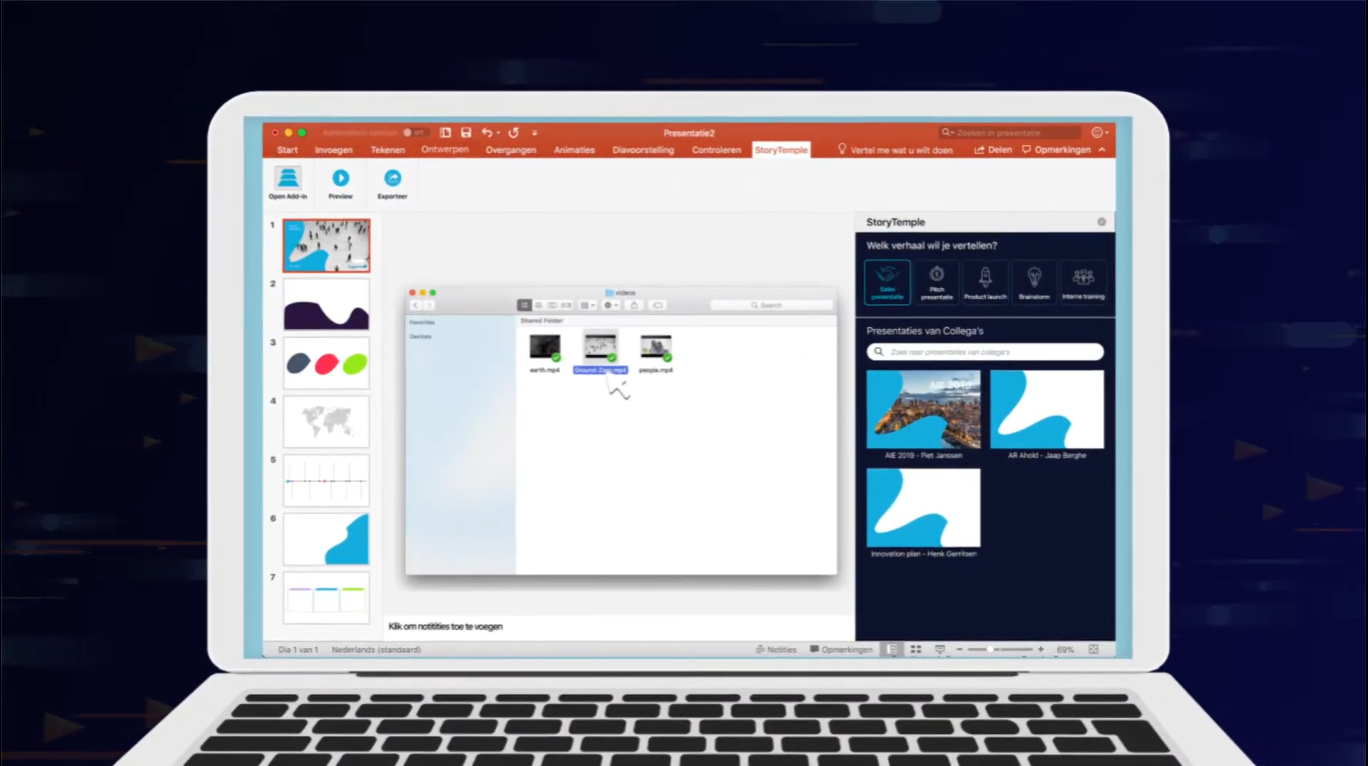 Automatisch opslaan OFF
Presentatie2
Zoeken in presentatie
Start Invoegen Tekenen Ontwerpen Overgangen Animaties Diavoorstelling Controleren StoryTemple Vertel me wat u wilt doen Delen Opmerkingen
Open Add-in Preview Exporteer
1
2
3
4
5
6
7
videos
Search
Favorites
Devices
Shared Folder
earth.mp4 Ground-Zoom.mp4 people.mp4
Klik om notitities toe te voegen
StoryTemple
Welk verhaal wil je vertellen?
Sales presentatie
Pitch presentatie
Product launch
Brainstorm
Interne training
Presentaties van Collega's
Zoek naar presentaties van collega's
AIE 2019
AIE 2019 - Piet Janssen
AR Ahold - Jaap Berghe
Innovation plan - Henk Gerritsen
Dia 1 van 1 Nederlands (standaard) Notities Opmerkingen 69%